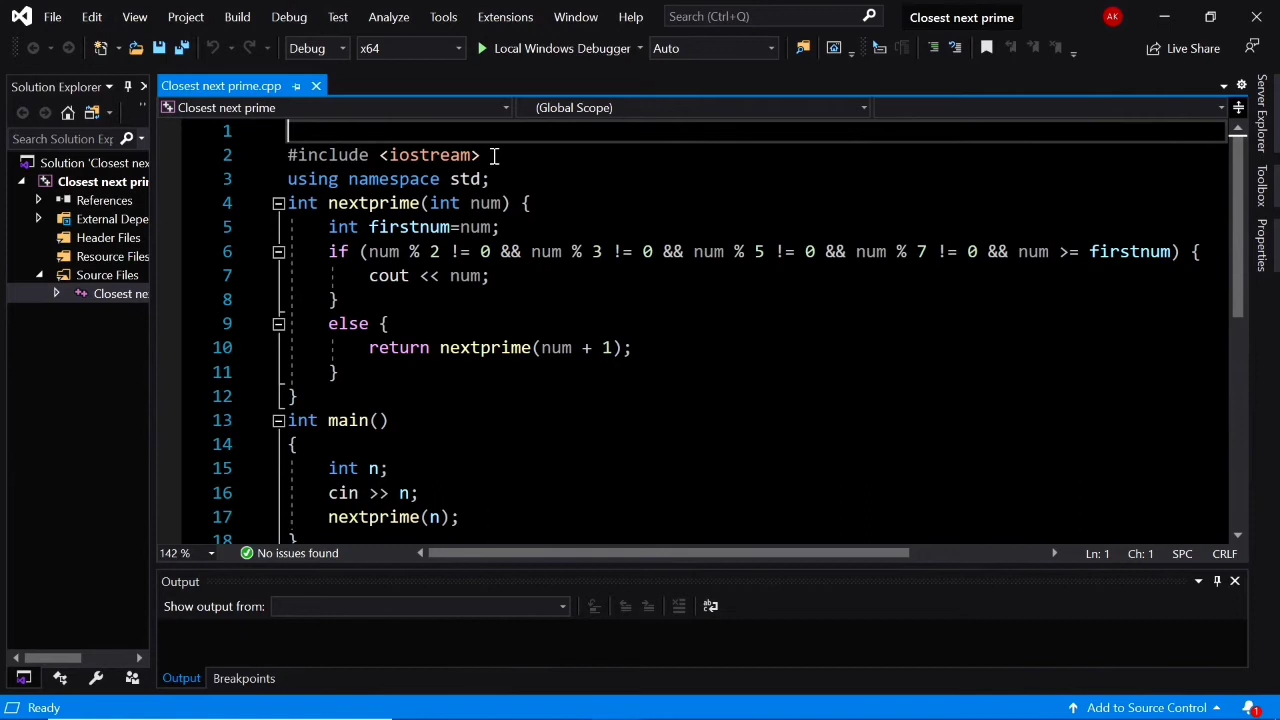 File Edit View Project Build Debug Test Analyze Tools Extensions Window Help Search (Ctrl+Q) Closest next prime AK
Debug x64 Local Windows Debugger Auto Live Share
Solution Explorer
Closest next prime.cpp
Closest next prime (Global Scope)
Search Solution Exp
Solution 'Closest
Closest next prin
References
External Depe
Header Files
Resource Files
Source Files
Closest ne
1
2 #include <iostream>
3 using namespace std;
4 int nextprime(int num) {
5 int firstnum=num;
6 if (num % 2 != 0 && num % 3 != 0 && num % 5 != 0 && num % 7 != 0 && num >= firstnum) {
7 cout << num;
8 }
9 else {
10 return nextprime(num + 1);
11 }
12 }
13 int main()
14 {
15 int n;
16 cin >> n;
17 nextprime(n);
18 }
142 % No issues found Ln: 1 Ch: 1 SPC CRLF
Output
Show output from:
Output Breakpoints
Server Explorer
Toolbox
Properties
Ready Add to Source Control 1